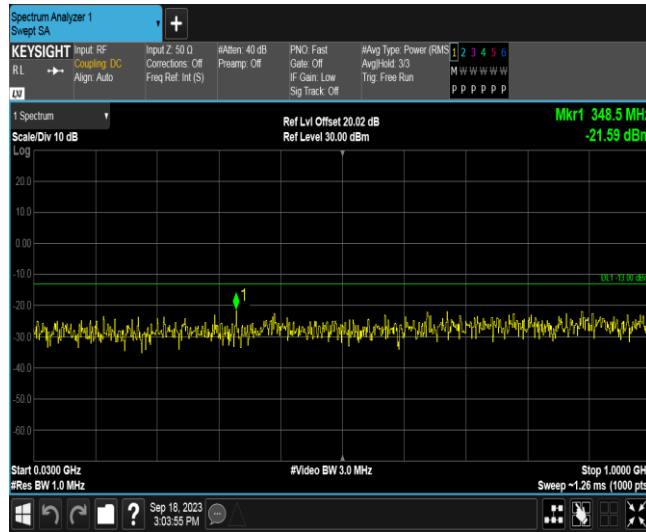 Spectrum Analyzer 1
Swept SA
+
KEYSIGHT
RL
LXI
Input: RF
Coupling: DC
Align: Auto
Input Z: 50 Ω
Corrections: Off
Freq Ref: Int (S)
#Atten: 40 dB
Preamp: Off
PNO: Fast
Gate: Off
IF Gain: Low
Sig Track: Off
#Avg Type: Power (RMS
Avg|Hold: 3/3
Trig: Free Run
1 2 3 4 5 6
M W W W W W
P P P P P P
1 Spectrum
Scale/Div 10 dB
Log
Ref Lvl Offset 20.02 dB
Ref Level 30.00 dBm
Mkr1 348.5 MHz
-21.59 dBm
20.0
10.0
0.00
-10.0
DL1 -13.00 dBm
1
-20.0
-30.0
-40.0
-50.0
-60.0
Start 0.0300 GHz
#Res BW 1.0 MHz
#Video BW 3.0 MHz
Stop 1.0000 GHz
Sweep ~1.26 ms (1000 pts)
?
Sep 18, 2023
3:03:55 PM